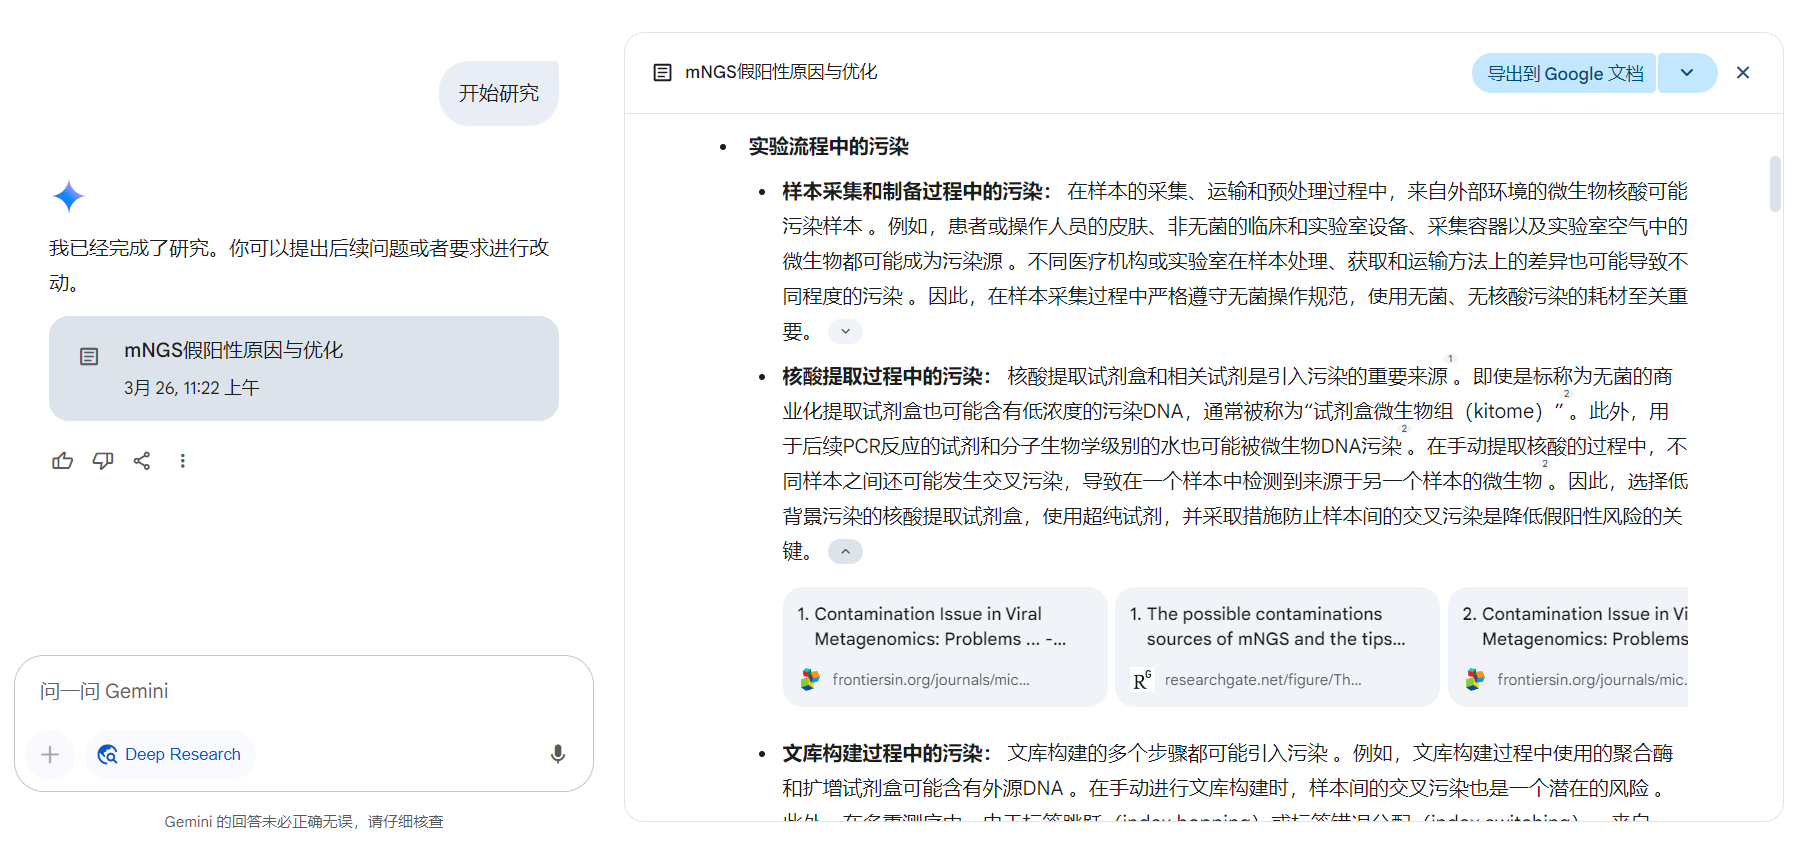 开始研究
我已经完成了研究。你可以提出后续问题或者要求进行改
动。
mNGS假阳性原因与优化
3月 26, 11:22 上午
问一问 Gemini
Deep Research
Gemini 的回答未必正确无误，请仔细核查
mNGS假阳性原因与优化
导出到 Google 文档
• 实验流程中的污染
• 样本采集和制备过程中的污染： 在样本的采集、运输和预处理过程中，来自外部环境的微生物核酸可能
污染样本 。例如，患者或操作人员的皮肤、非无菌的临床和实验室设备、采集容器以及实验室空气中的
微生物都可能成为污染源 。不同医疗机构或实验室在样本处理、获取和运输方法上的差异也可能导致不
同程度的污染 。因此，在样本采集过程中严格遵守无菌操作规范，使用无菌、无核酸污染的耗材至关重
要。
• 核酸提取过程中的污染： 核酸提取试剂盒和相关试剂是引入污染的重要来源 1 。即使是标称为无菌的商
业化提取试剂盒也可能含有低浓度的污染DNA，通常被称为“试剂盒微生物组（kitome）” 2 。此外，用
于后续PCR反应的试剂和分子生物学级别的水也可能被微生物DNA污染 2 。在手动提取核酸的过程中，不
同样本之间还可能发生交叉污染，导致在一个样本中检测到来源于另一个样本的微生物 2 。因此，选择低
背景污染的核酸提取试剂盒，使用超纯试剂，并采取措施防止样本间的交叉污染是降低假阳性风险的关
键。
1. Contamination Issue in Viral
Metagenomics: Problems ... -...
frontiersin.org/journals/mic...
1. The possible contaminations
sources of mNGS and the tips...
RG researchgate.net/figure/Th...
2. Contamination Issue in Vi
Metagenomics: Problems
frontiersin.org/journals/mic.
• 文库构建过程中的污染： 文库构建的多个步骤都可能引入污染 。例如，文库构建过程中使用的聚合酶
和扩增试剂盒可能含有外源DNA 。在手动进行文库构建时，样本间的交叉污染也是一个潜在的风险 。
此外，在多重测序中，由于标签跳跃（index hopping）或标签错误分配（index switching），来自